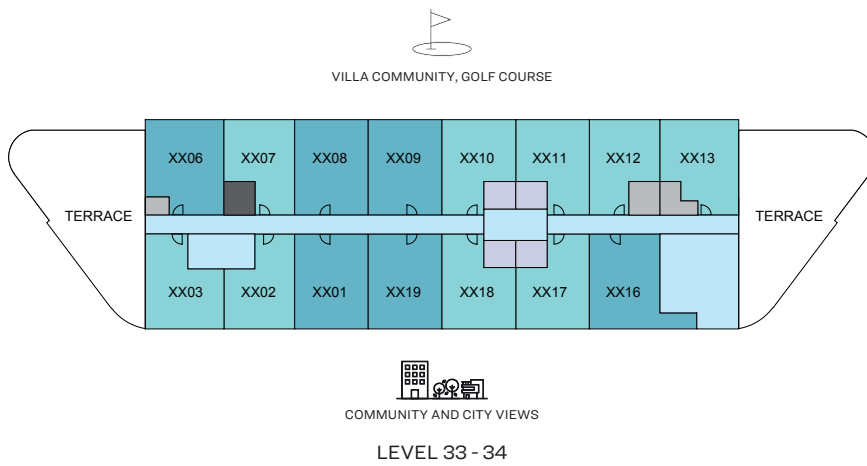 VILLA COMMUNITY, GOLF COURSE
XX06 XX07 XX08 XX09 XX10 XX11 XX12 XX13
TERRACE TERRACE
XX03 XX02 XX01 XX19 XX18 XX17 XX16
COMMUNITY AND CITY VIEWS
LEVEL 33 - 34